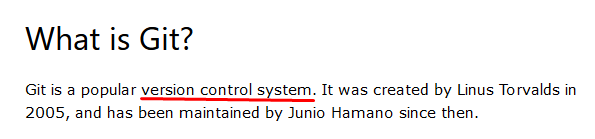 What is Git?
Git is a popular version control system. It was created by Linus Torvalds in
2005, and has been maintained by Junio Hamano since then.